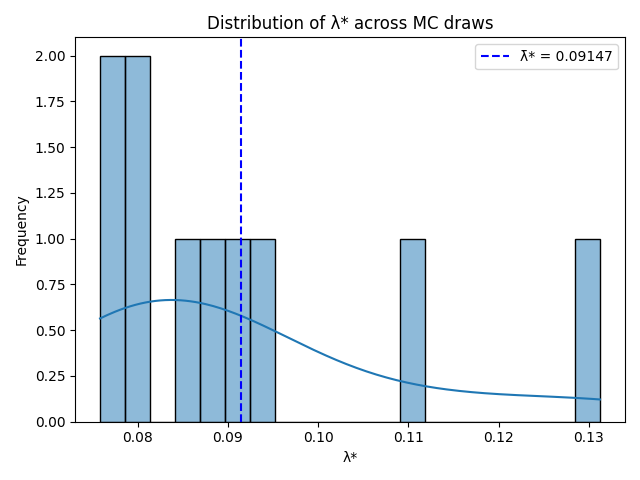 Distribution of λ* across MC draws
λ̄* = 0.09147
Frequency
2.00
1.75
1.50
1.25
1.00
0.75
0.50
0.25
0.00
0.08 0.09 0.10 0.11 0.12 0.13
λ*